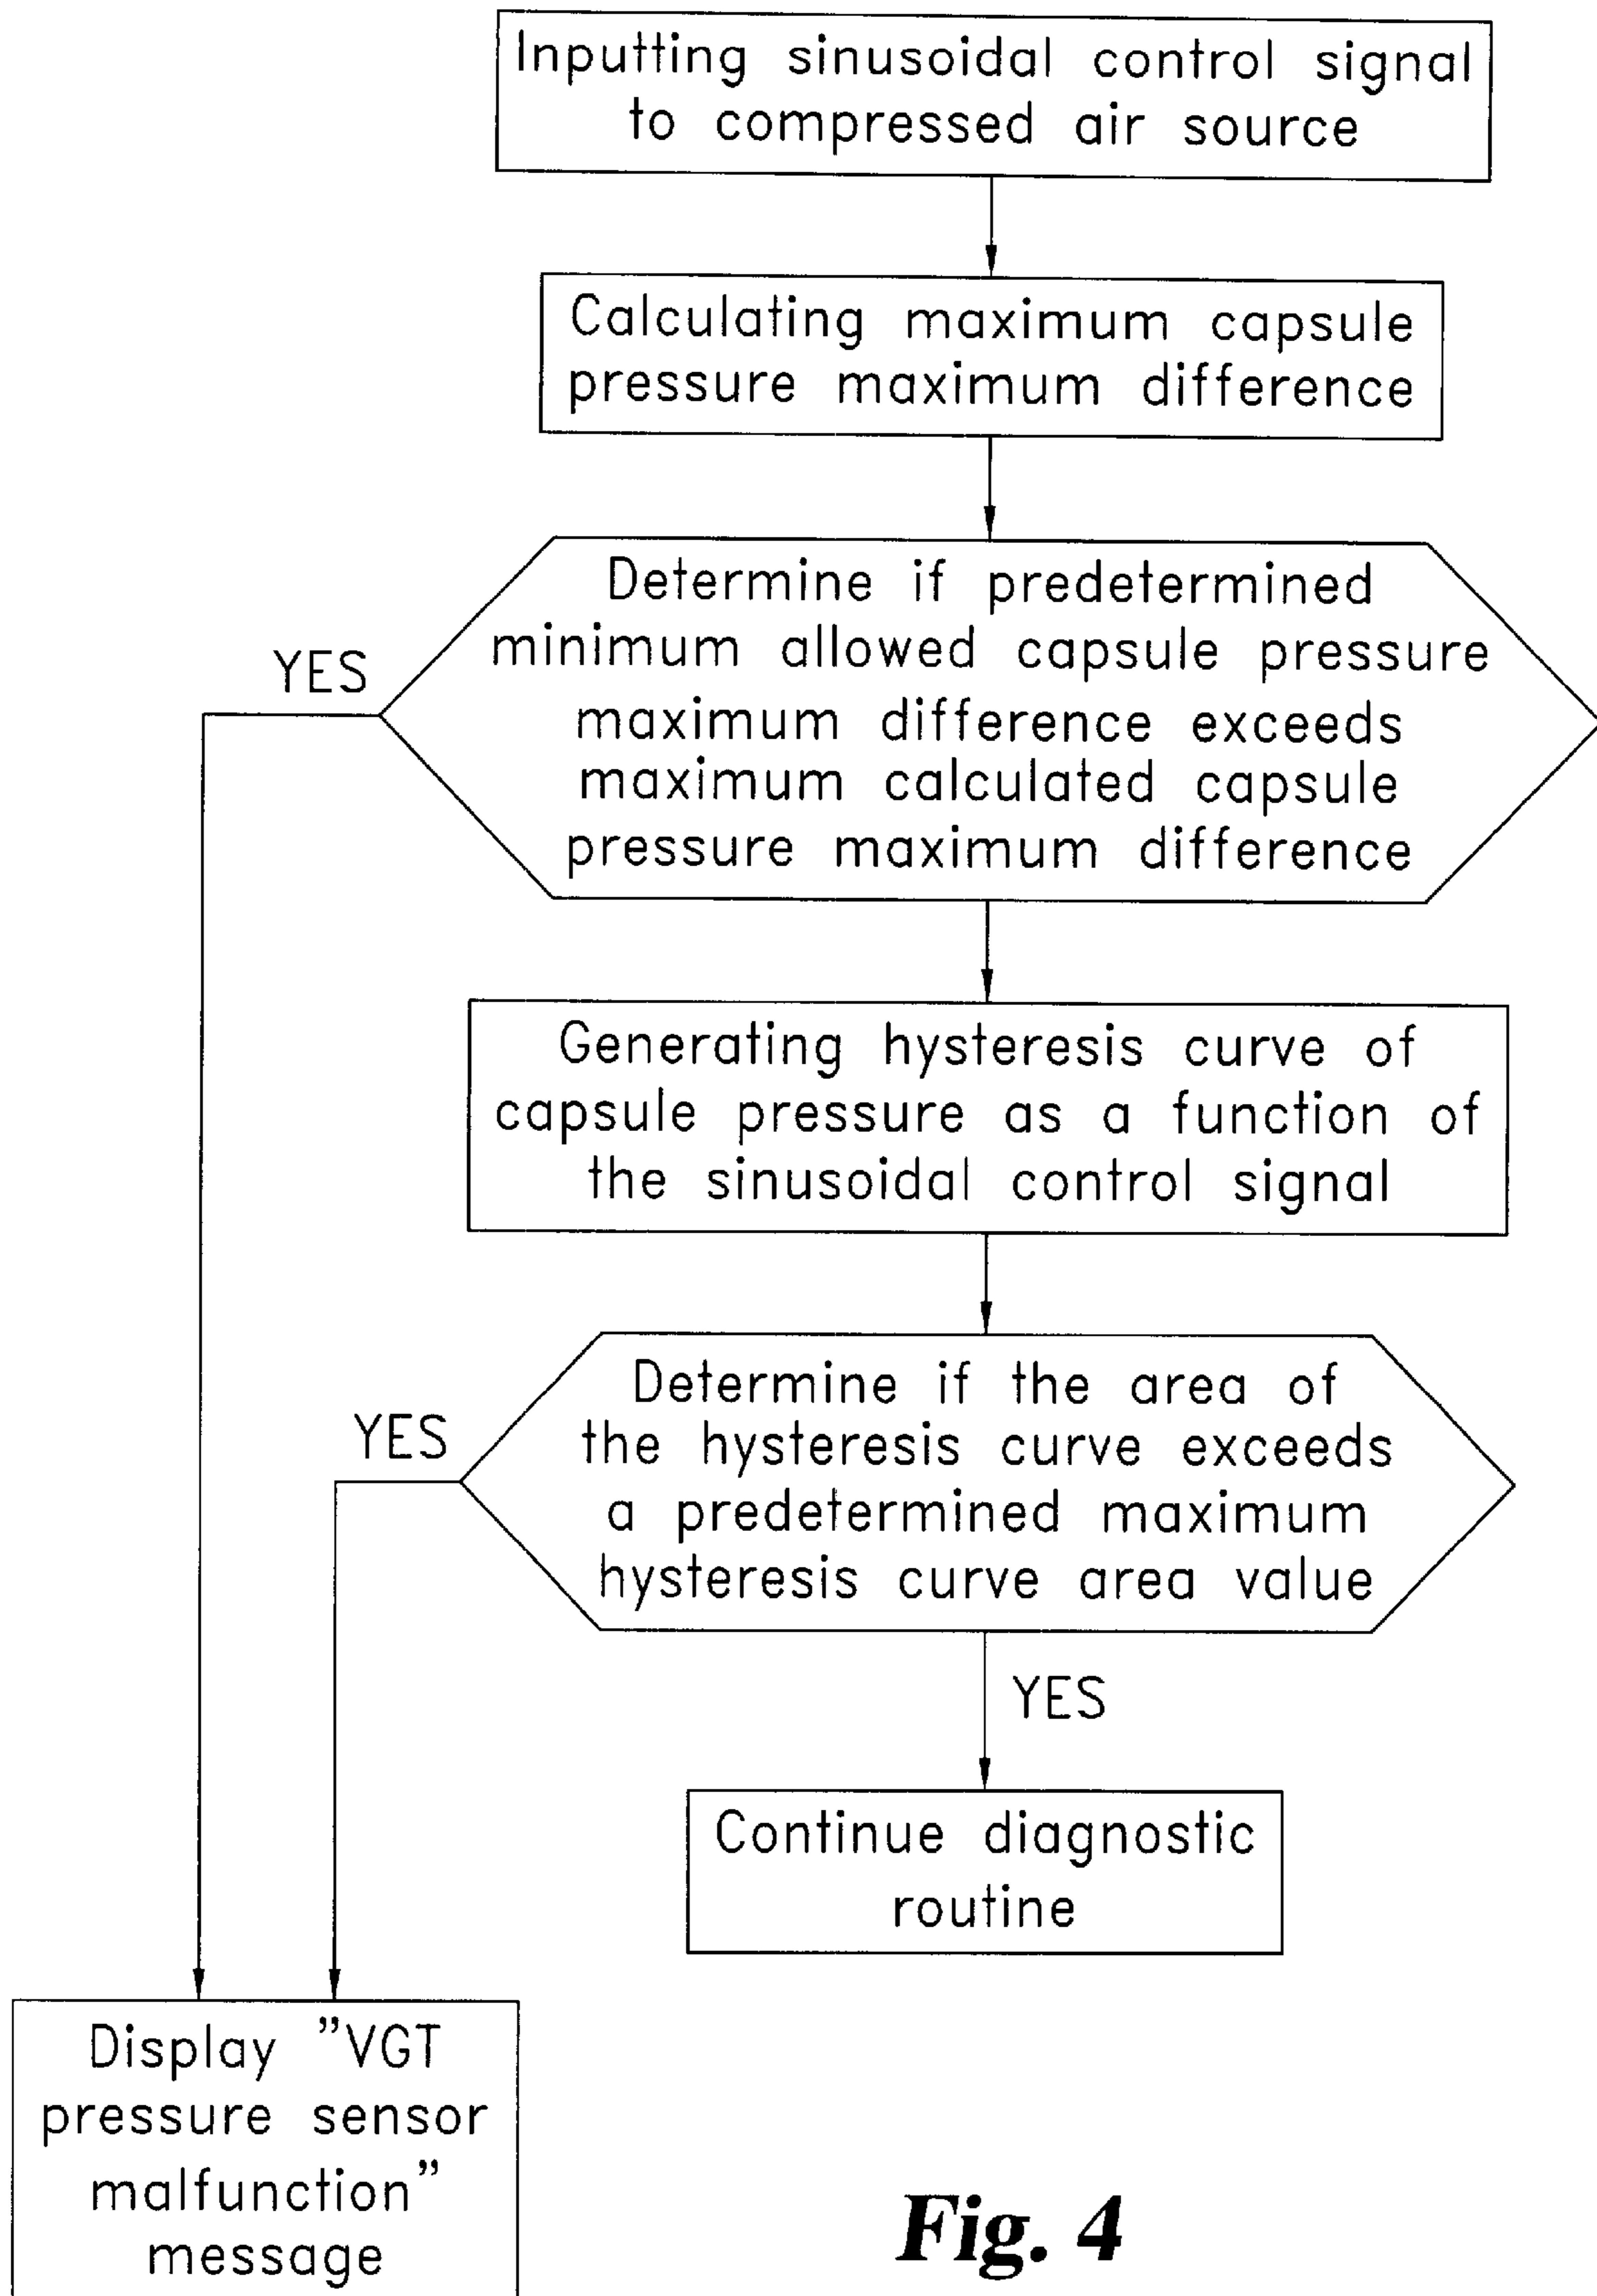 Inputting sinusoidal control signal
to compressed air source
Calculating maximum capsule
pressure maximum difference
Determine if predetermined
minimum allowed capsule pressure
maximum difference exceeds
maximum calculated capsule
pressure maximum difference
YES
Generating hysteresis curve of
capsule pressure as a function of
the sinusoidal control signal
Determine if the area of
the hysteresis curve exceeds
a predetermined maximum
hysteresis curve area value
YES
YES
Continue diagnostic
routine
Display "VGT
pressure sensor
malfunction"
message
Fig. 4